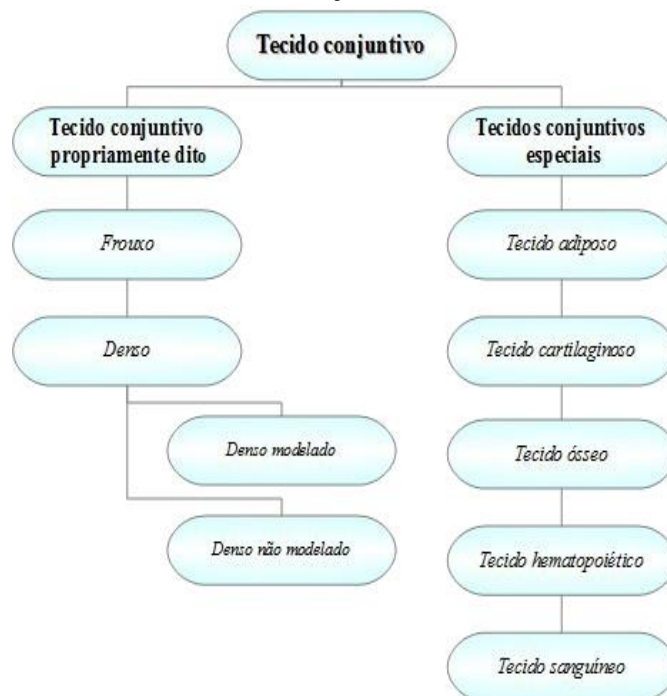 Tecido conjuntivo
Tecido conjuntivo
propriamente dito
Frouxo
Denso
Denso modelado
Denso não modelado
Tecidos conjuntivos
especiais
Tecido adiposo
Tecido cartilaginoso
Tecido ósseo
Tecido hematopoiético
Tecido sanguíneo